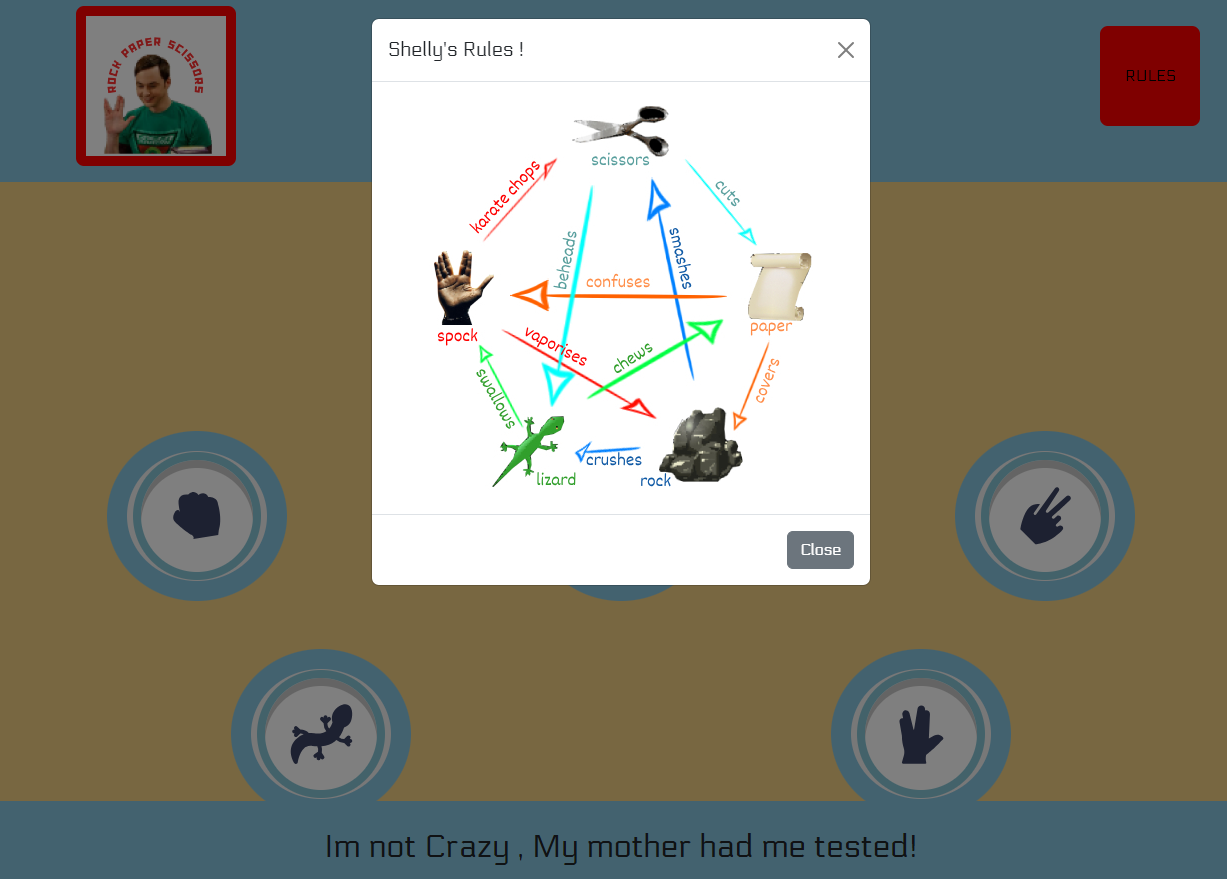 ROCK PAPER SCISSORS
Shelly's Rules !
RULES
scissors
karate chops
cuts
beheads
smashes
confuses
spock
paper
vaporises
chews
swallows
covers
crushes
lizard
rock
Close
Im not Crazy , My mother had me tested!